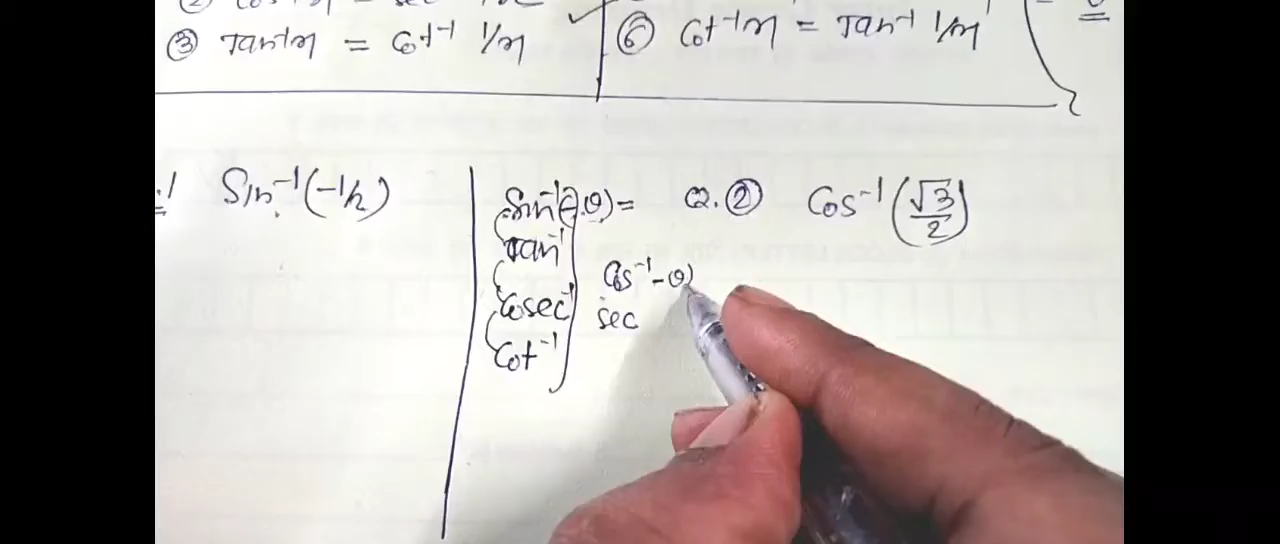 ③ Tan⁻¹x = Cot⁻¹ 1/x
⑥ Cot⁻¹x = Tan⁻¹ 1/x
Sin⁻¹(-1/2)
Sin⁻¹(-θ) =
Tan⁻¹
Cosec⁻¹
Cot⁻¹
Cos⁻¹ -θ)
sec
Q. ② Cos⁻¹(√3/2)